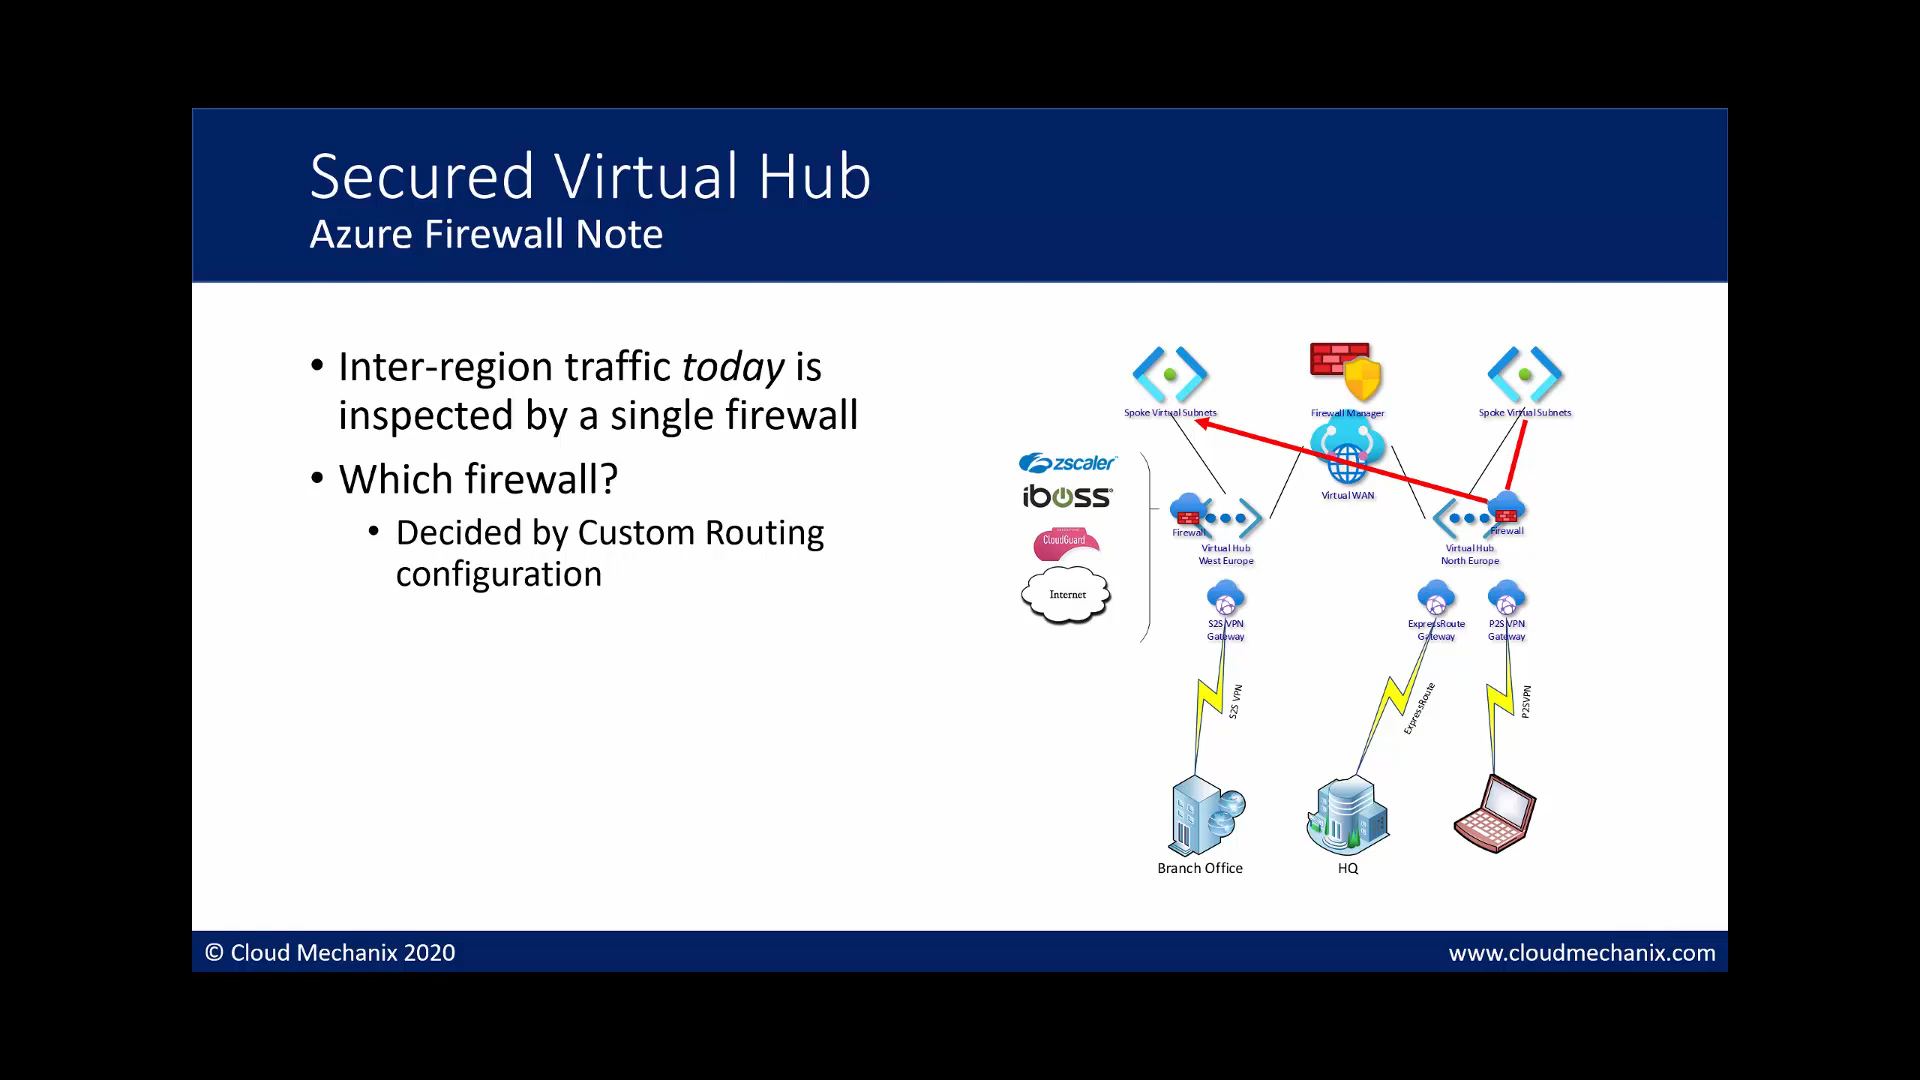 Secured Virtual Hub
Azure Firewall Note
• Inter-region traffic today is
inspected by a single firewall
• Which firewall?
• Decided by Custom Routing
configuration
Spoke Virtual Subnets
Firewall Manager
Spoke Virtual Subnets
zscaler
iboss
CloudGuard
Internet
Virtual WAN
Firewall
Virtual Hub
West Europe
Firewall
Virtual Hub
North Europe
S2S VPN
Gateway
ExpressRoute
Gateway
P2S VPN
Gateway
S2S VPN
ExpressRoute
P2SVPN
Branch Office
HQ
© Cloud Mechanix 2020
www.cloudmechanix.com